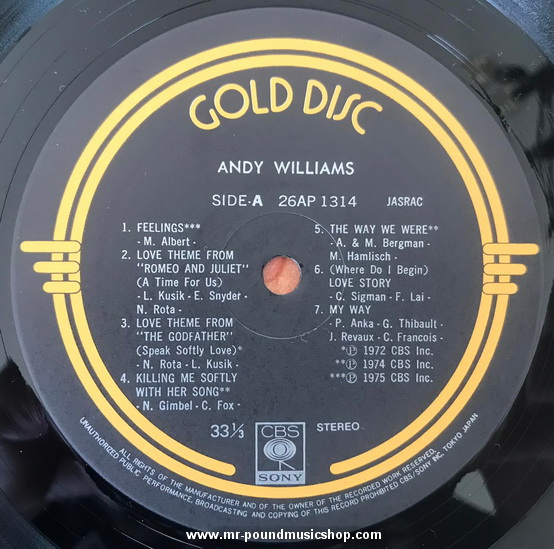 GOLD DISC
ANDY WILLIAMS
SIDE-A 26AP 1314 JASRAC
1. FEELINGS***
- M. Albert -
2. LOVE THEME FROM
"ROMEO AND JULIET"
(A Time For Us)
- L. Kusik - E. Snyder -
N. Rota -
3. LOVE THEME FROM
"THE GODFATHER"
(Speak Softly Love)*
- N. Rota - L. Kusik -
4. KILLING ME SOFTLY
WITH HER SONG**
- N. Gimbel - C. Fox -
5. THE WAY WE WERE**
- A. & M. Bergman -
M. Hamlisch -
6. (Where Do I Begin)
LOVE STORY
- C. Sigman - F. Lai -
7. MY WAY
- P. Anka - G. Thibault -
J. Revaux - C. Francois -
*Ⓟ 1972 CBS Inc.
**Ⓟ 1974 CBS Inc.
***Ⓟ 1975 CBS Inc.
33⅓ CBS STEREO
SONY
ALL RIGHTS OF THE MANUFACTURER AND OF THE OWNER OF THE RECORDED WORK RESERVED.
UNAUTHORIZED PUBLIC PERFORMANCE, BROADCASTING AND COPYING OF THIS RECORD PROHIBITED CBS/SONY INC. TOKYO JAPAN
www.mr-poundmusicshop.com